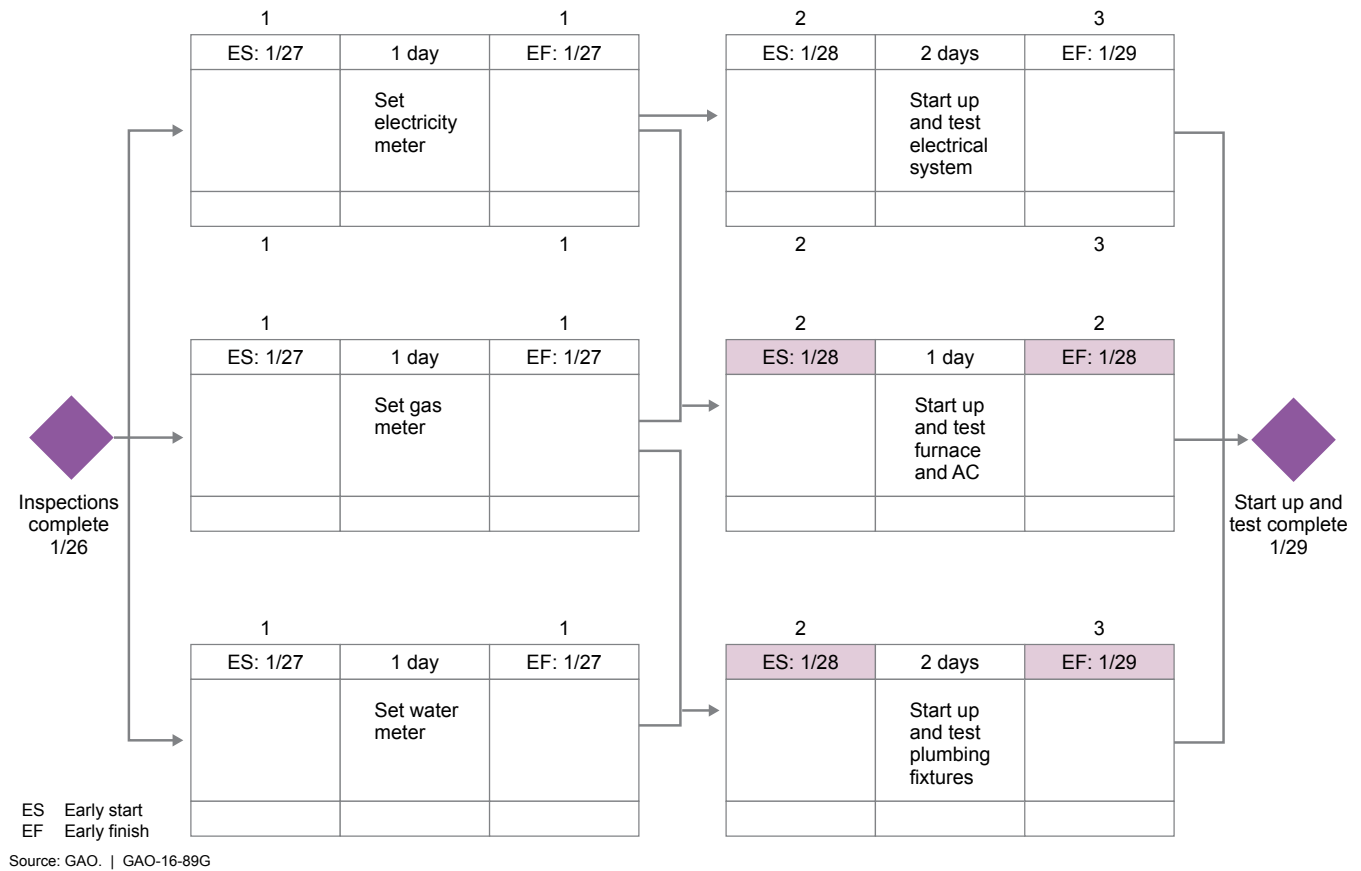 1 1 2 3
ES: 1/27 1 day EF: 1/27 ES: 1/28 2 days EF: 1/29
Set
electricity
meter
Start up
and test
electrical
system
1 1 2 3
1 1 2 2
ES: 1/27 1 day EF: 1/27 ES: 1/28 1 day EF: 1/28
Set gas
meter
Start up
and test
furnace
and AC
Inspections
complete
1/26
Start up and
test complete
1/29
1 1 2 3
ES: 1/27 1 day EF: 1/27 ES: 1/28 2 days EF: 1/29
Set water
meter
Start up
and test
plumbing
fixtures
ES Early start
EF Early finish
Source: GAO. | GAO-16-89G